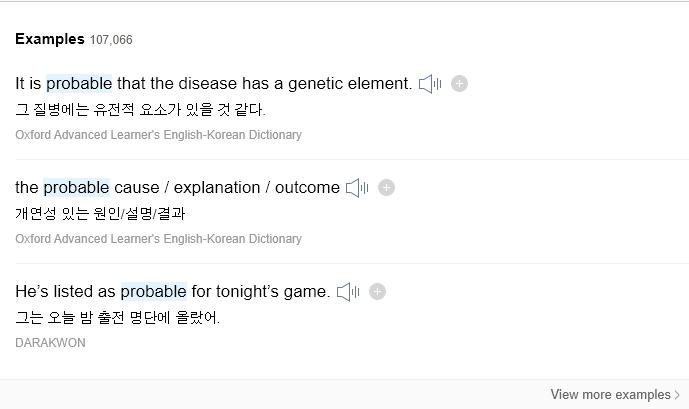 Examples 107,066
It is probable that the disease has a genetic element.
그 질병에는 유전적 요소가 있을 것 같다.
Oxford Advanced Learner's English-Korean Dictionary
the probable cause / explanation / outcome
개연성 있는 원인/설명/결과
Oxford Advanced Learner's English-Korean Dictionary
He’s listed as probable for tonight’s game.
그는 오늘 밤 출전 명단에 올랐어.
DARAKWON
View more examples